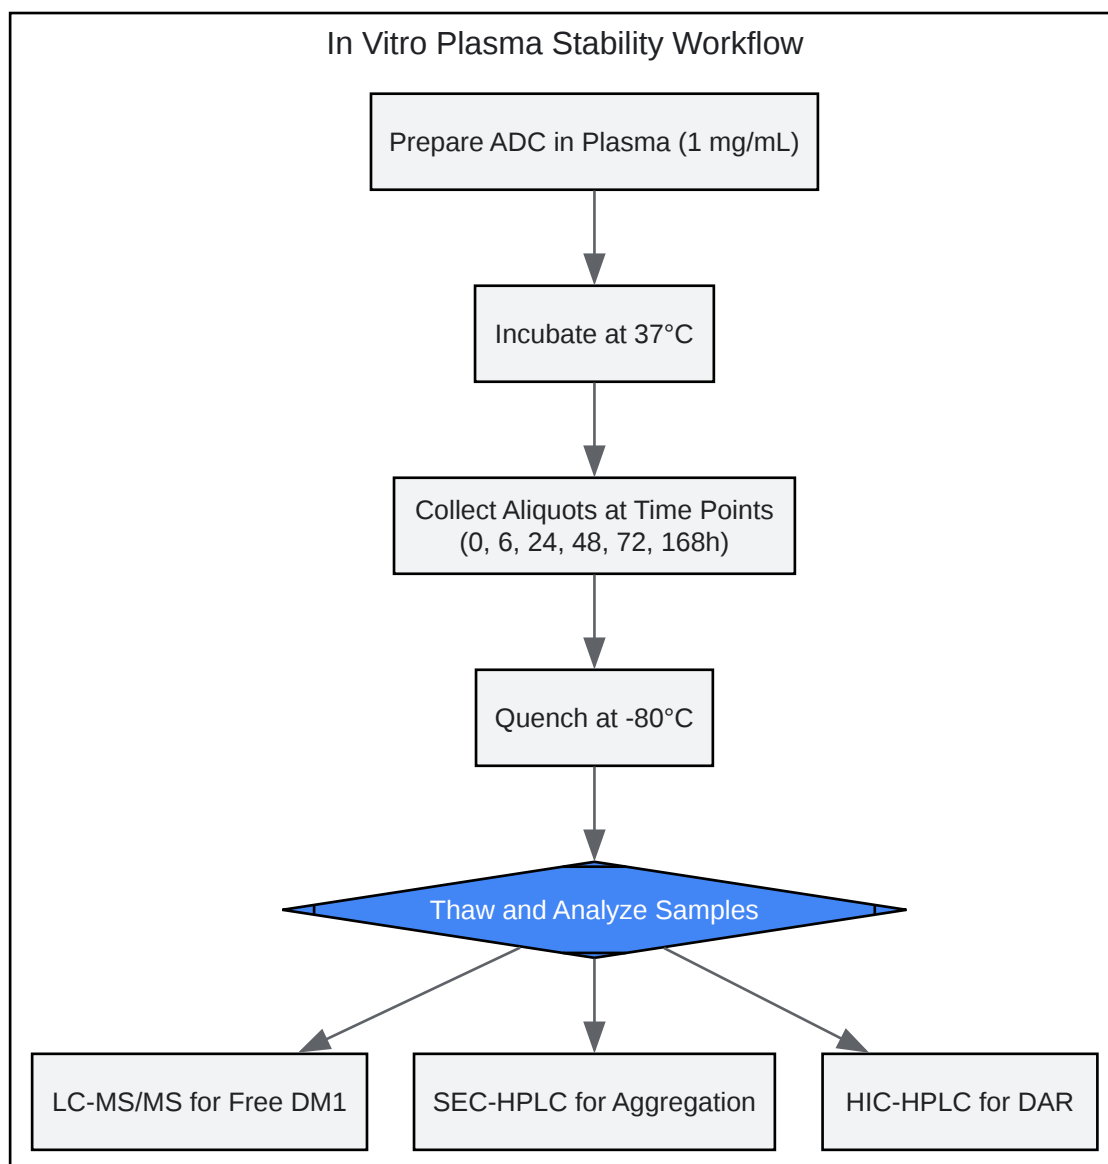 In Vitro Plasma Stability Workflow
Prepare ADC in Plasma (1 mg/mL)
Incubate at 37°C
Collect Aliquots at Time Points
(0, 6, 24, 48, 72, 168h)
Quench at -80°C
Thaw and Analyze Samples
LC-MS/MS for Free DM1
SEC-HPLC for Aggregation
HIC-HPLC for DAR